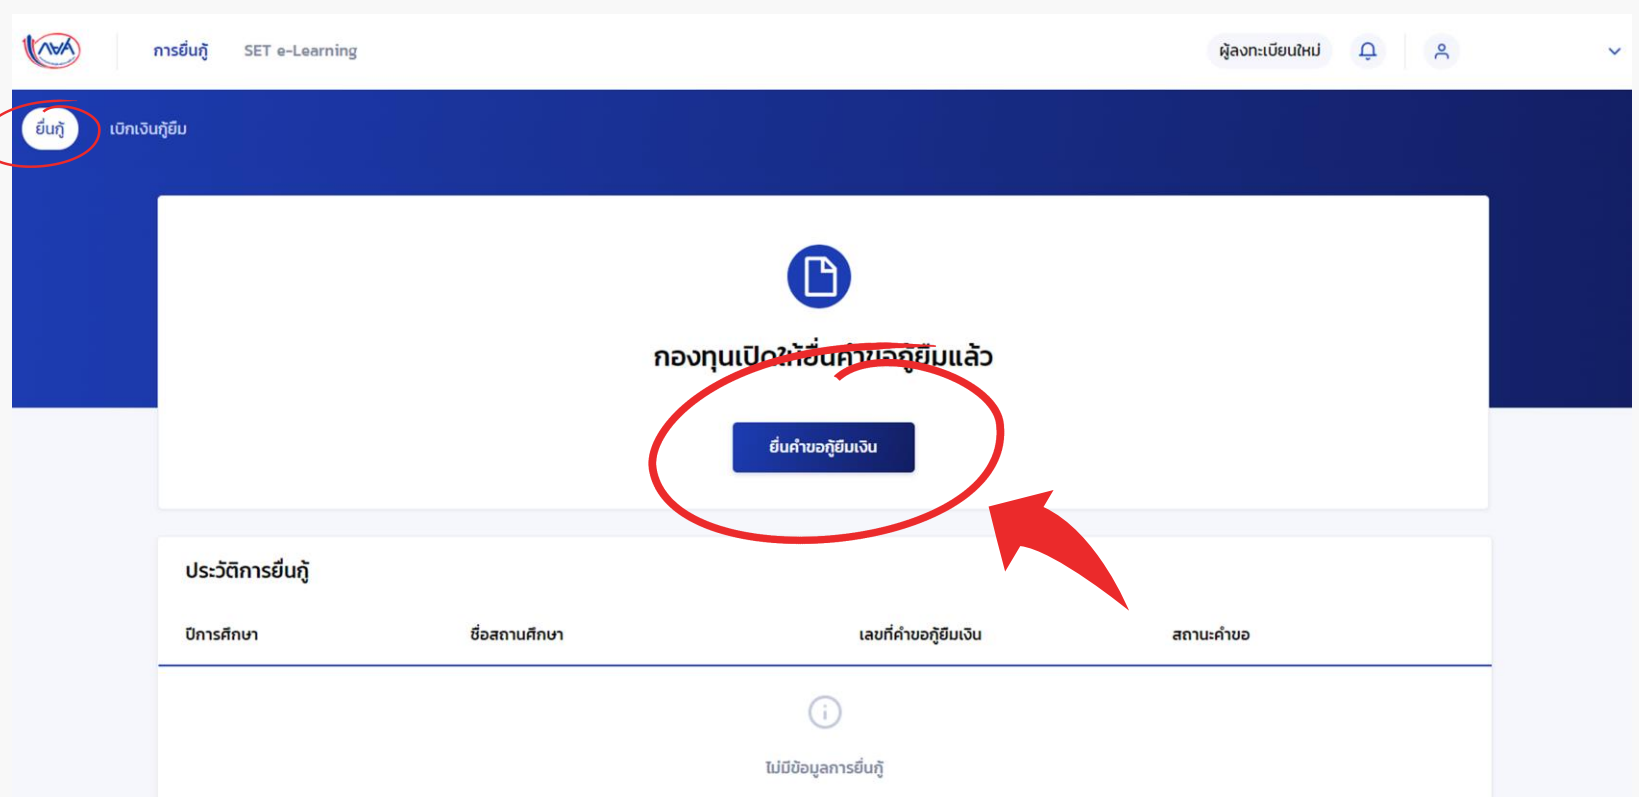 กยศ
การยื่นกู้ SET e-Learning ผู้ลงทะเบียนใหม่
ยื่นกู้ เบิกเงินกู้ยืม
กองทุนเปิดให้ยื่นคำขอกู้ยืมแล้ว
ยื่นคำขอกู้ยืมเงิน
ประวัติการยื่นกู้
ปีการศึกษา ชื่อสถานศึกษา เลขที่คำขอกู้ยืมเงิน สถานะคำขอ
ไม่มีข้อมูลการยื่นกู้